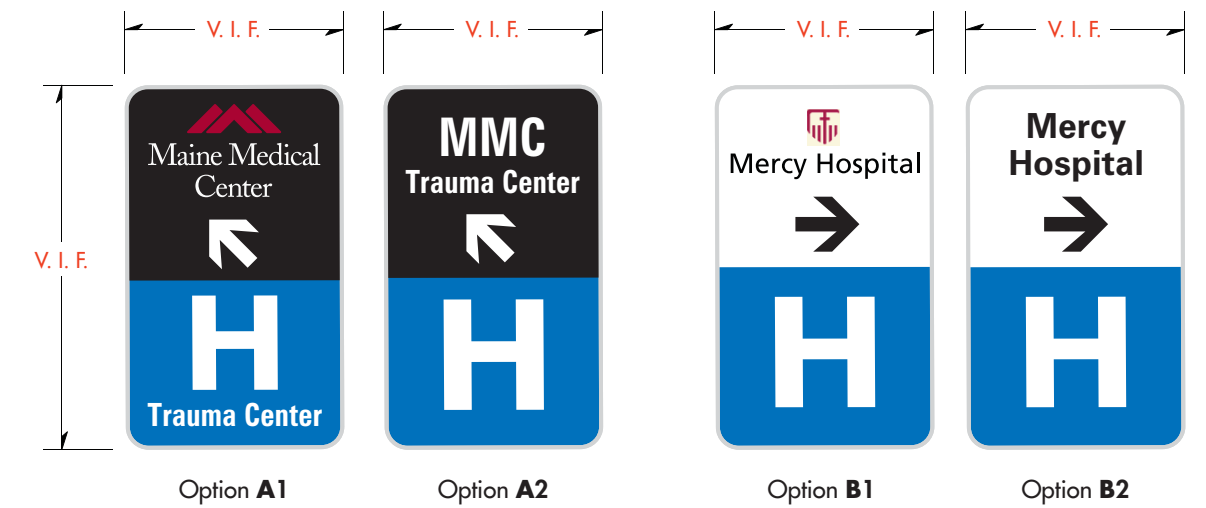 V. I. F.
V. I. F.
V. I. F.
V. I. F.
V. I. F.
Maine Medical
Center
H
Trauma Center
MMC
Trauma Center
H
Mercy Hospital
H
Mercy
Hospital
H
Option A1
Option A2
Option B1
Option B2